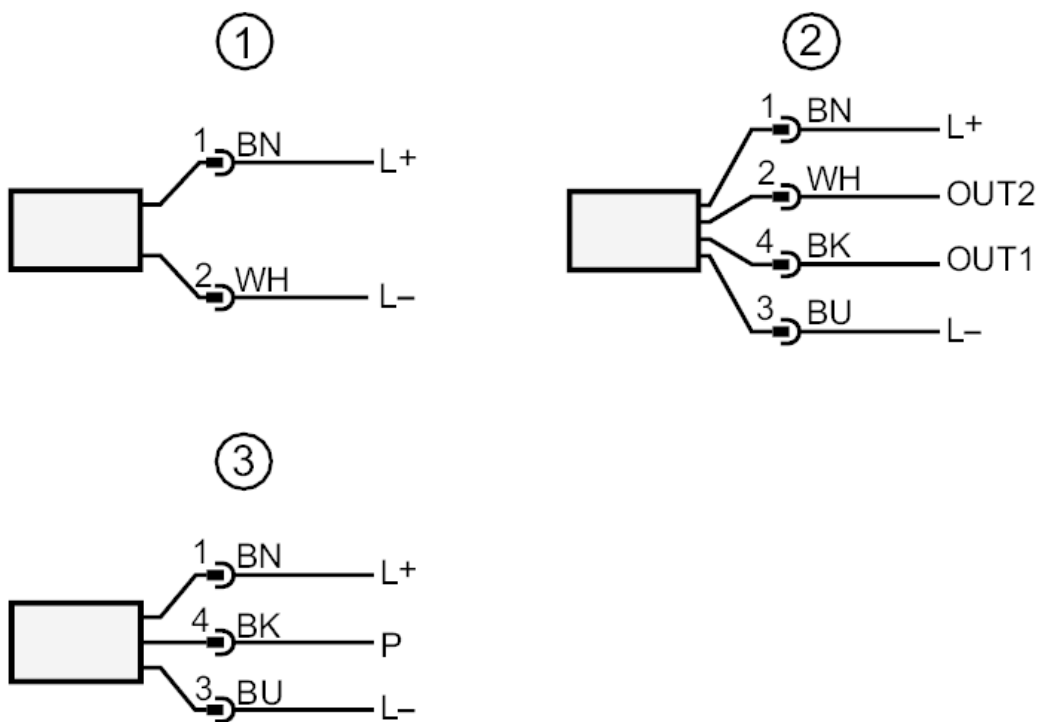 1
1 BN L+
2 WH L–
2
1 BN L+
2 WH OUT2
4 BK OUT1
3 BU L–
3
1 BN L+
4 BK P
3 BU L–